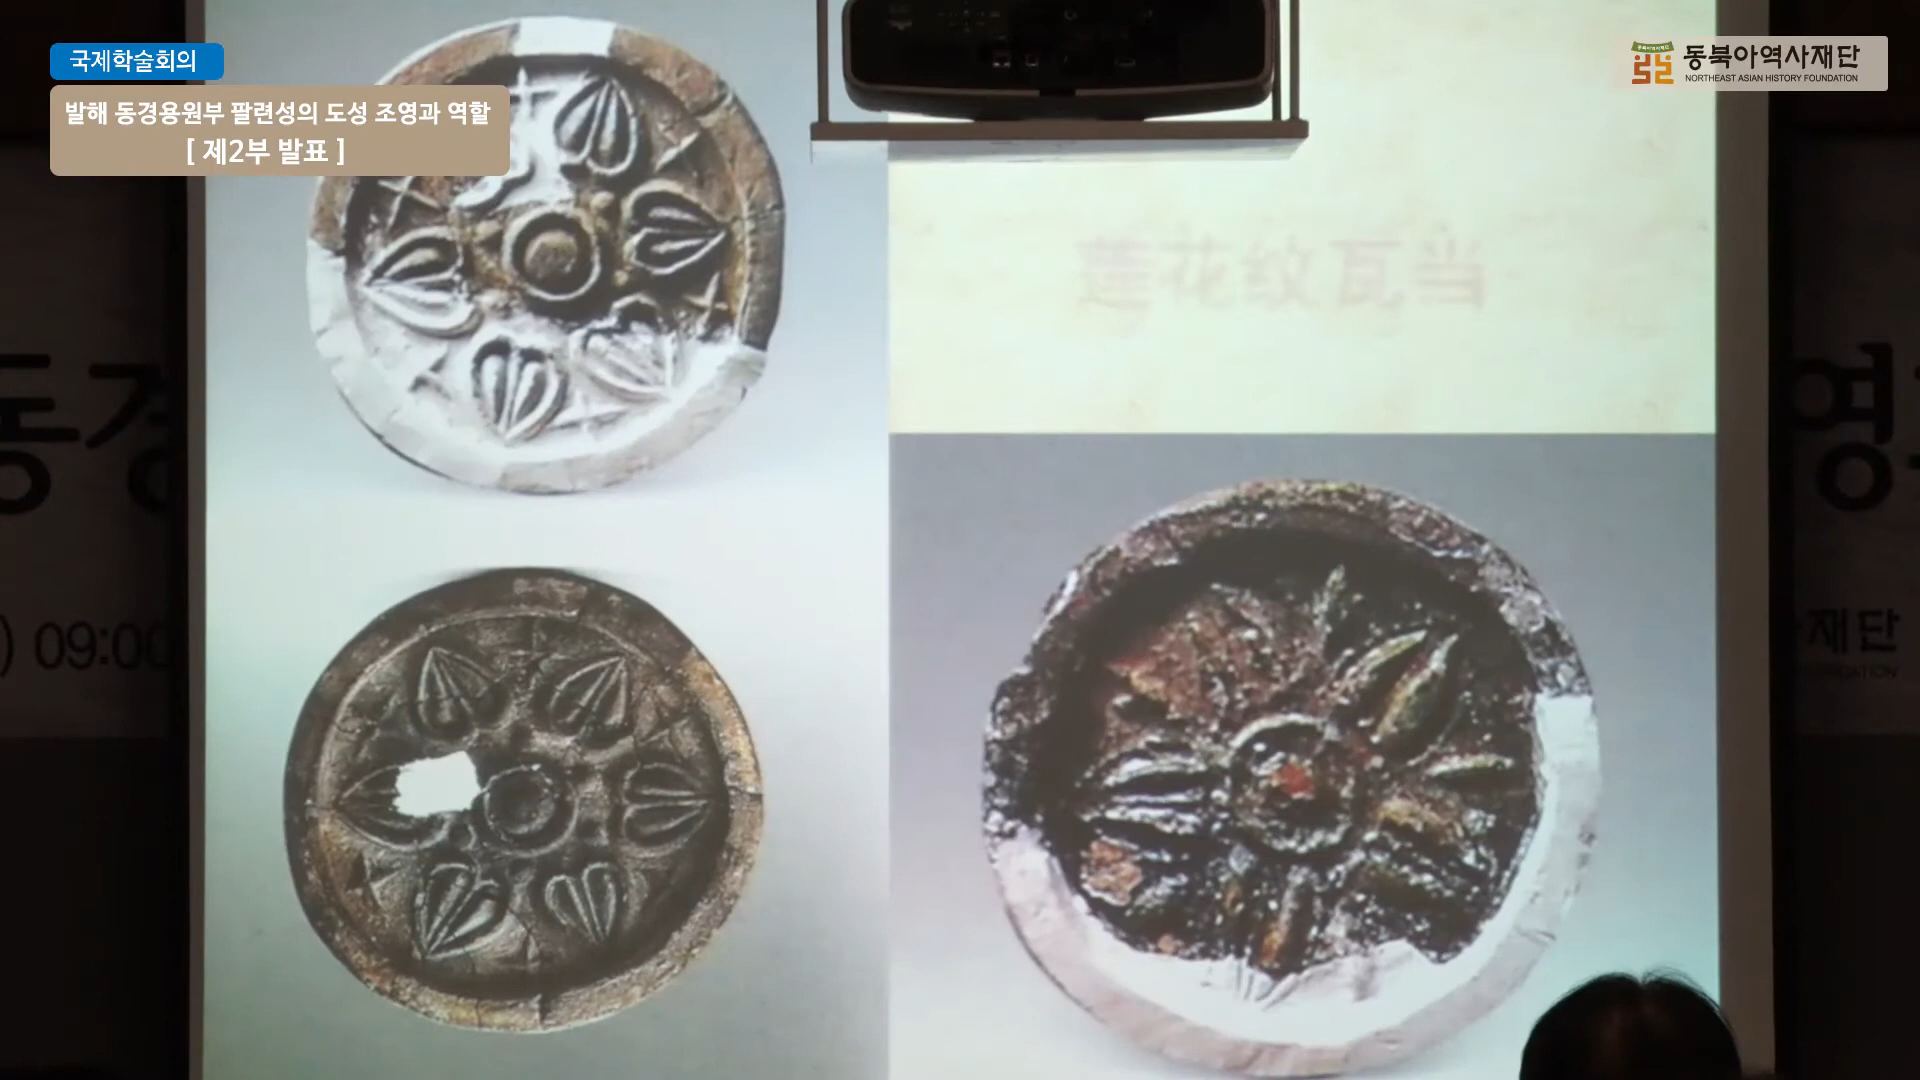 국제학술회의
발해 동경용원부 팔련성의 도성 조영과 역할
[ 제2부 발표 ]
동북아역사재단
NORTHEAST ASIAN HISTORY FOUNDATION
莲花纹瓦当
동경
영
) 09:00
재단